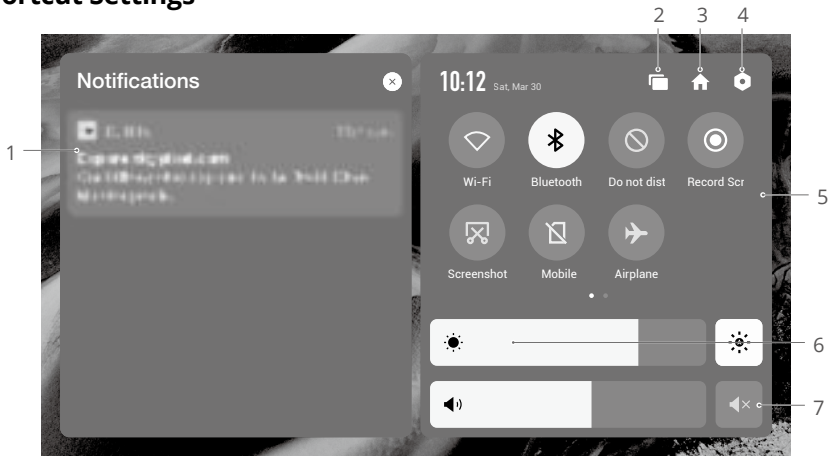 ortcut Settings
2 3 4
Notifications
10:12 Sat, Mar 30
1
Wi-Fi Bluetooth Do not dist Record Scr
5
Screenshot Mobile Airplane
6
7